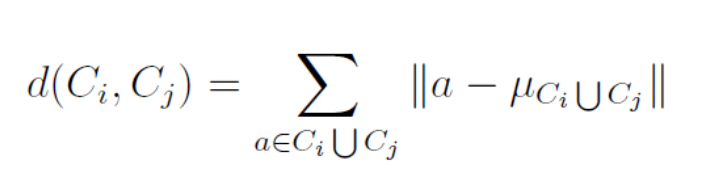 d(C_i, C_j) = \sum_{a \in C_i \bigcup C_j} \|a - \mu_{C_i \bigcup C_j}\|